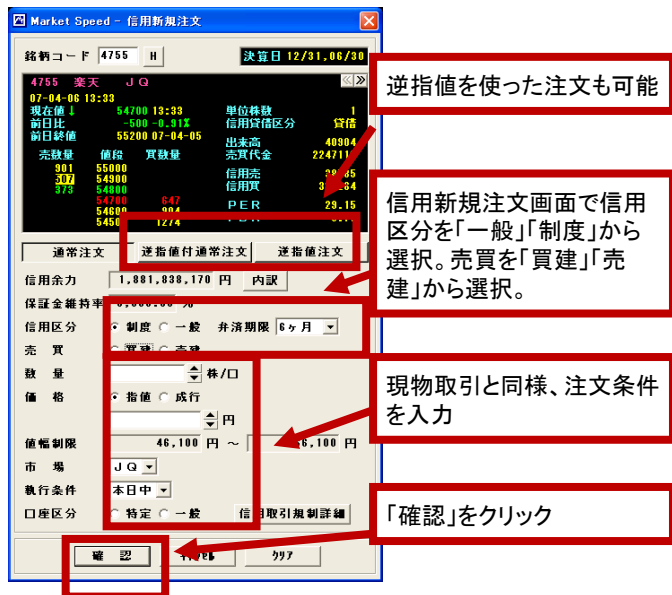 Market Speed - 信用新規注文
銘柄コード 4755 H 決算日 12/31,06/30
4755 楽天 JQ
07-04-06 13:33
現在値↓ 54700 13:33 単位株数 1
前日比 -500 -0.91% 信用貸借区分 貸借
前日終値 55200 07-04-05
出来高 40904
売買代金
売数量 値段 買数量
信用売
信用買
901 55000
507 54900
373 54800
54700 647
54600
1274
PER 29.15
通常注文 逆指値付通常注文 逆指値注文
信用余力 1,881,838,170 円 内訳
保証金維持率 %
信用区分 制度 一般 弁済期限 6ヶ月
売 買 買建 売建
数 量 株/口
価 格 指値 成行
円
値幅制限 46,100 円 ～ 円
市 場 JQ
執行条件 本日中
口座区分 特定 一般 信用取引規制詳細
確 認 クリア
逆指値を使った注文も可能
信用新規注文画面で信用
区分を「一般」「制度」から
選択。売買を「買建」「売
建」から選択。
現物取引と同様、注文条件
を入力
「確認」をクリック